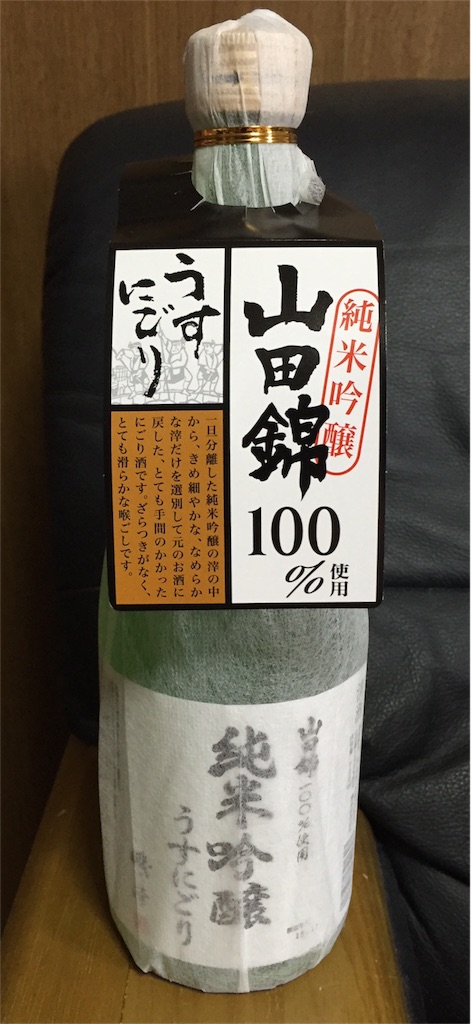 純米吟醸
山田錦
100
%
使用
うす
にごり
一旦分離した純米吟醸の滓の中
から、きめ細やかな、なめらか
な滓だけを選別して元のお酒に
戻した、とても手間のかかった
にごり酒です。ざらつきがなく、
とても滑らかな喉ごしです。
山田錦一〇〇%使用
純米吟醸
うすにごり